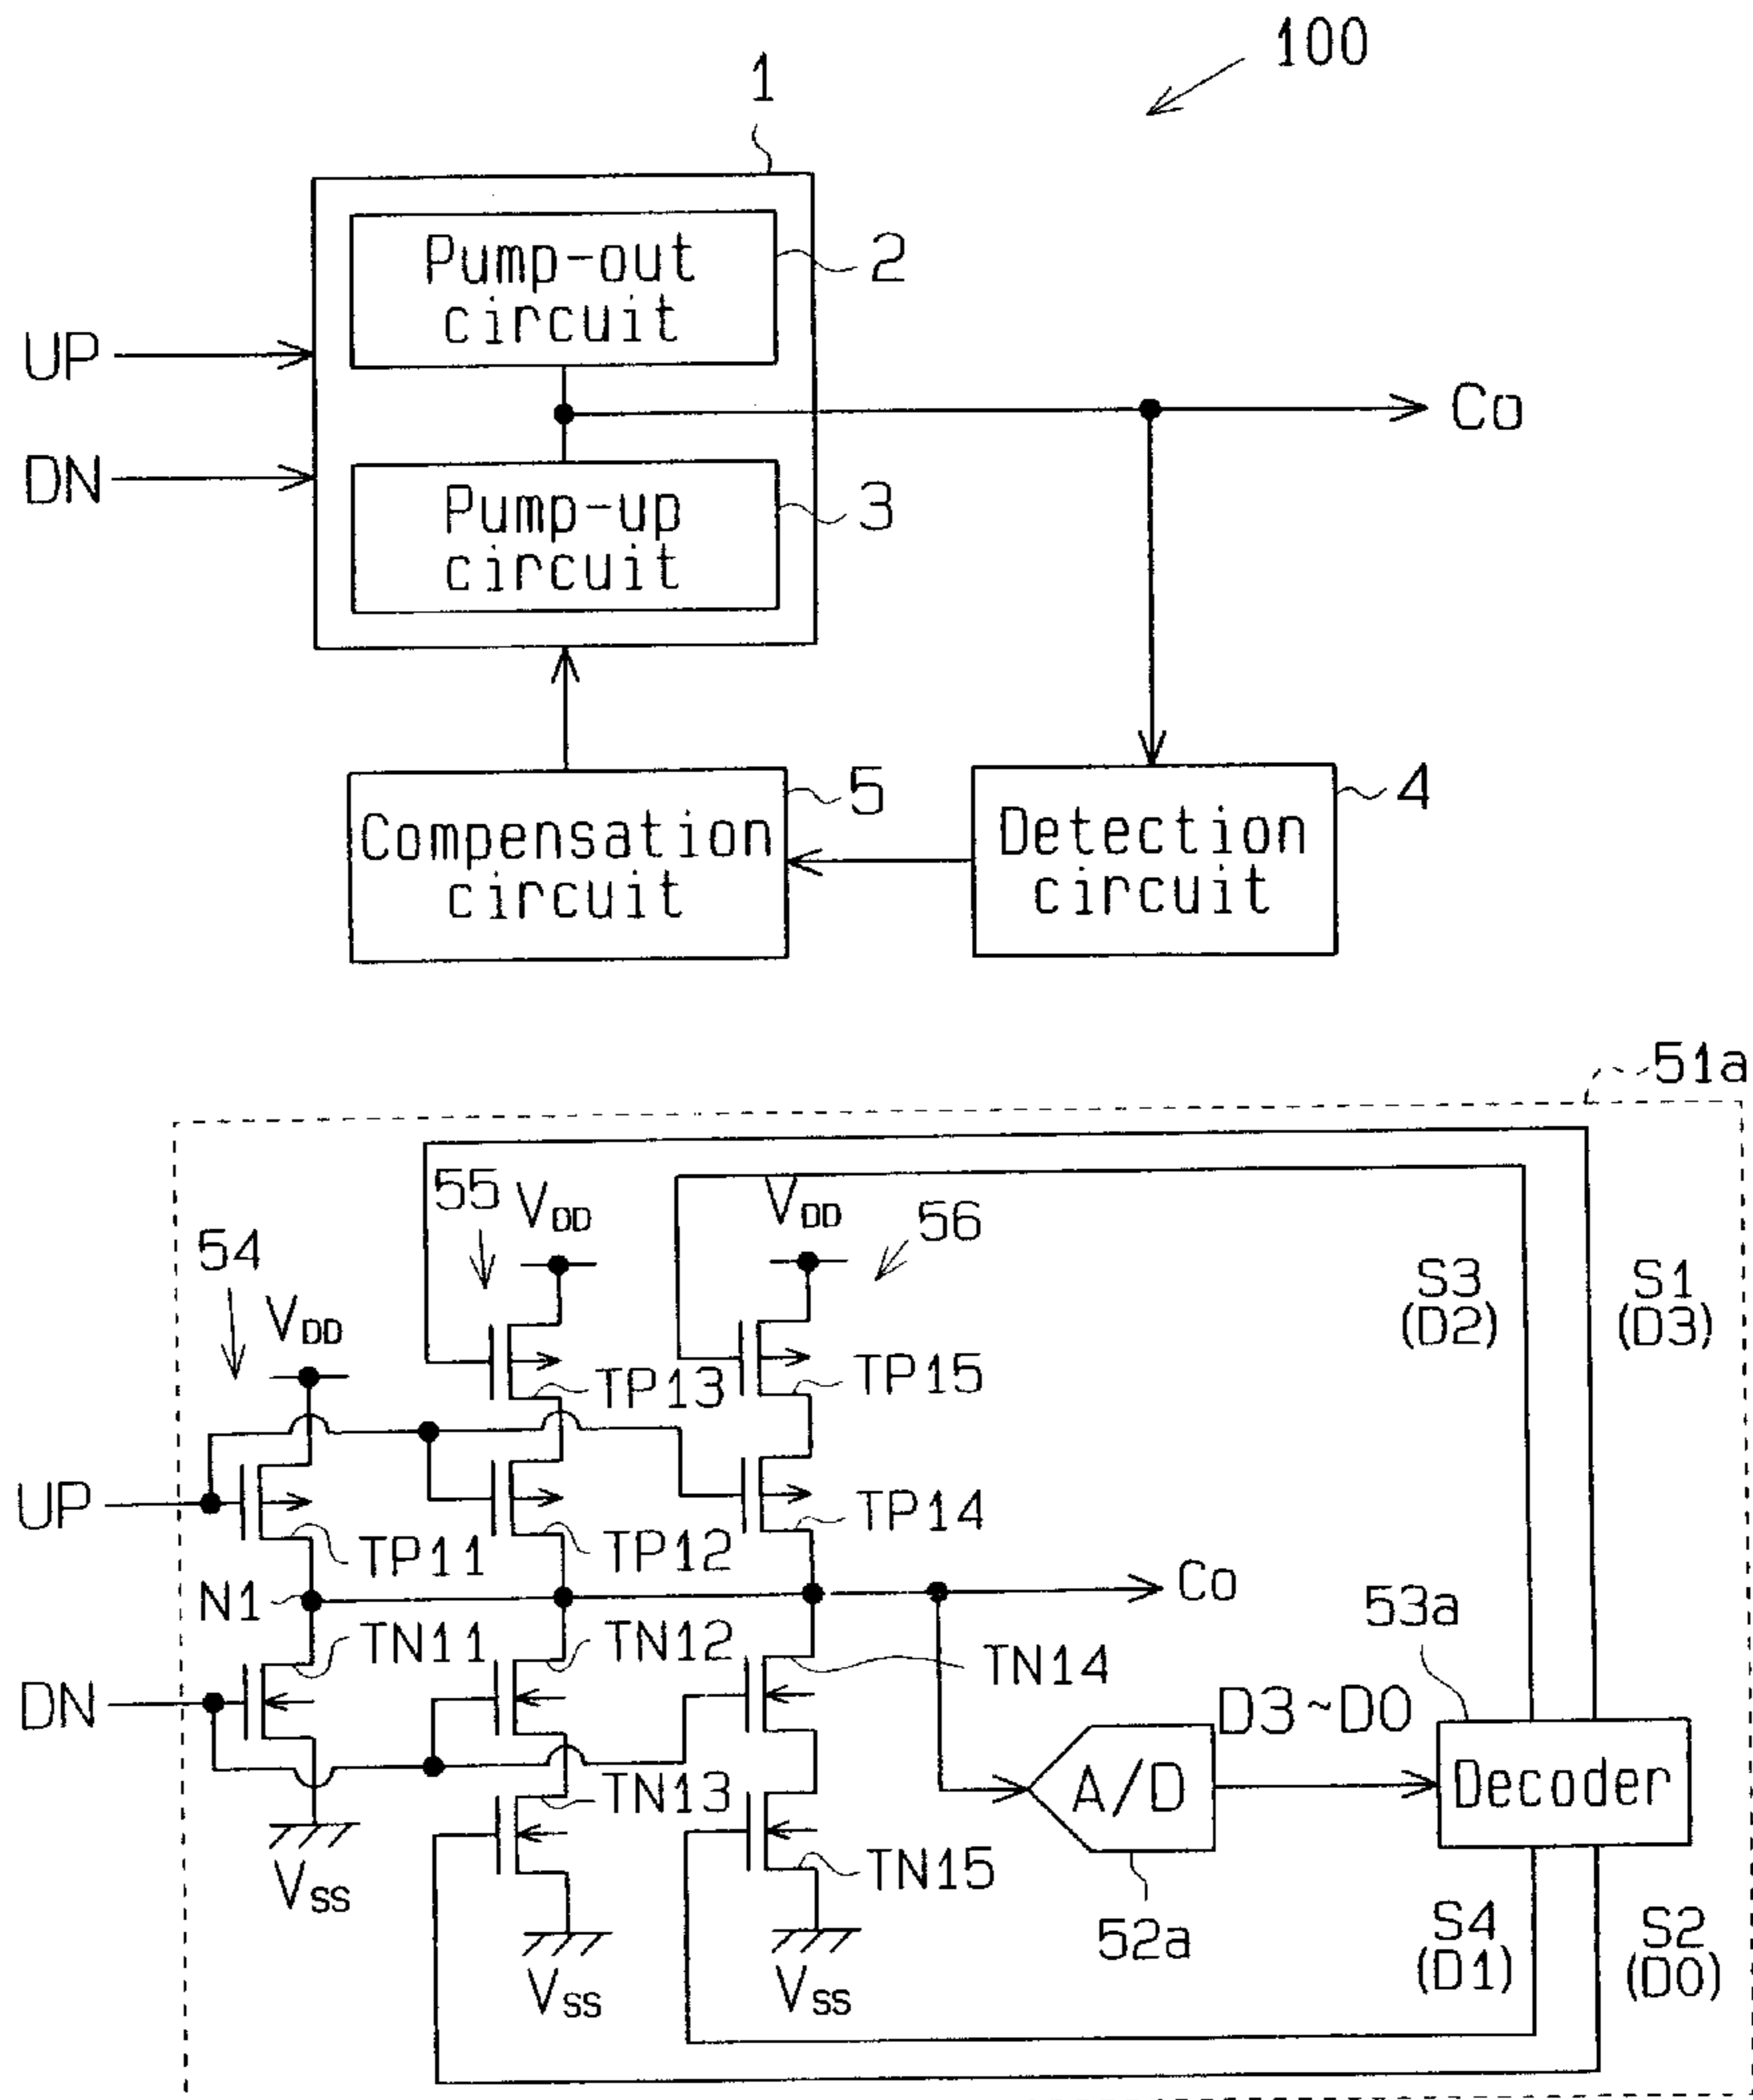 100
1
Pump-out
circuit
2
UP
Co
DN
Pump-up
circuit
3
Compensation
circuit
5
Detection
circuit
4
51a
55
VDD
VDD
56
54
VDD
S3
(D2)
S1
(D3)
TP13
TP15
UP
TP11
TP12
TP14
N1
Co
TN11
TN12
TN14
53a
DN
D3~D0
TN13
A/D
Decoder
VSS
TN15
52a
S4
(D1)
S2
(D0)
VSS
VSS